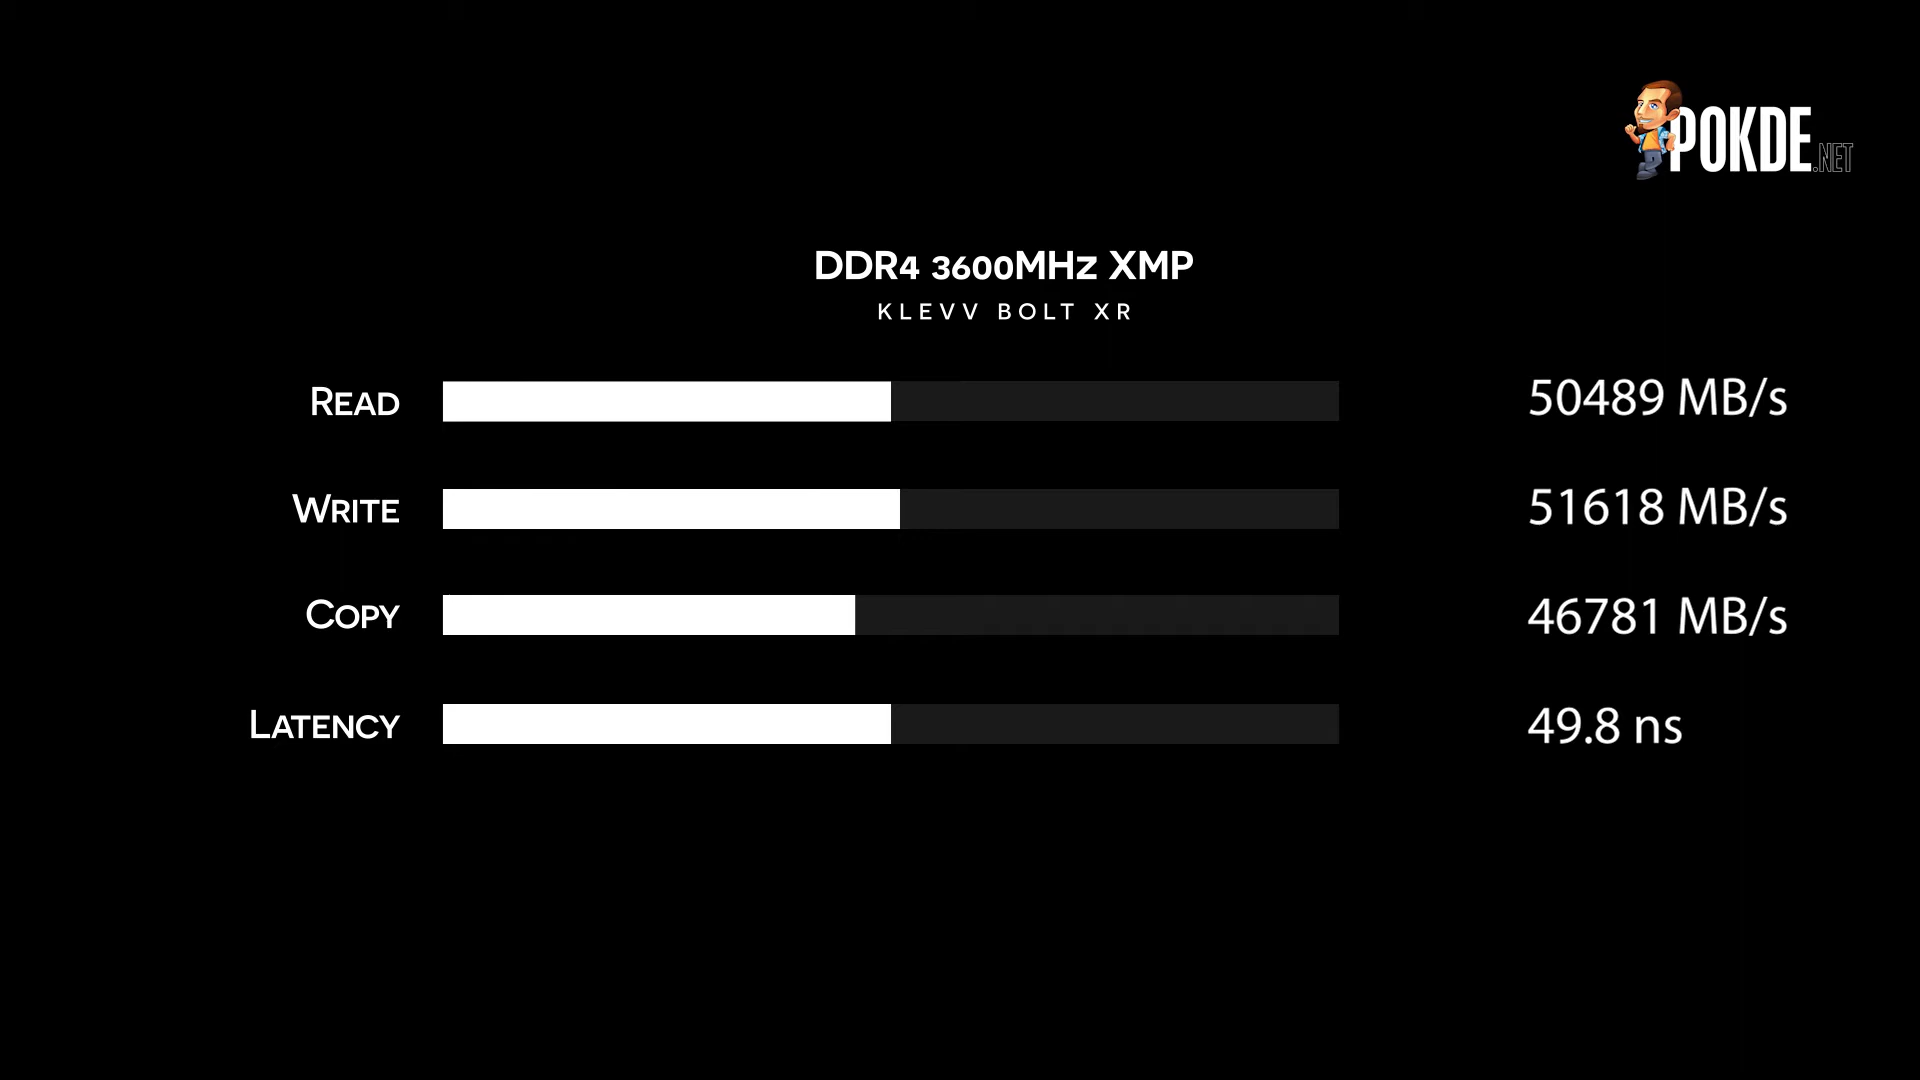 POKDE.NET
DDR4 3600MHz XMP
KLEVV BOLT XR
READ 50489 MB/s
WRITE 51618 MB/s
COPY 46781 MB/s
LATENCY 49.8 ns